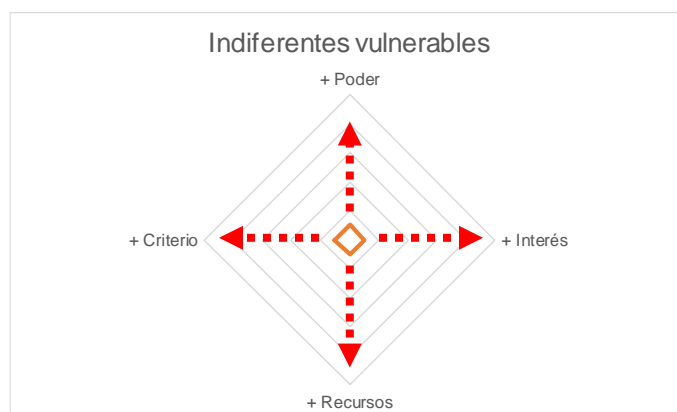 Indiferentes vulnerables
+ Poder
+ Criterio
+ Interés
+ Recursos